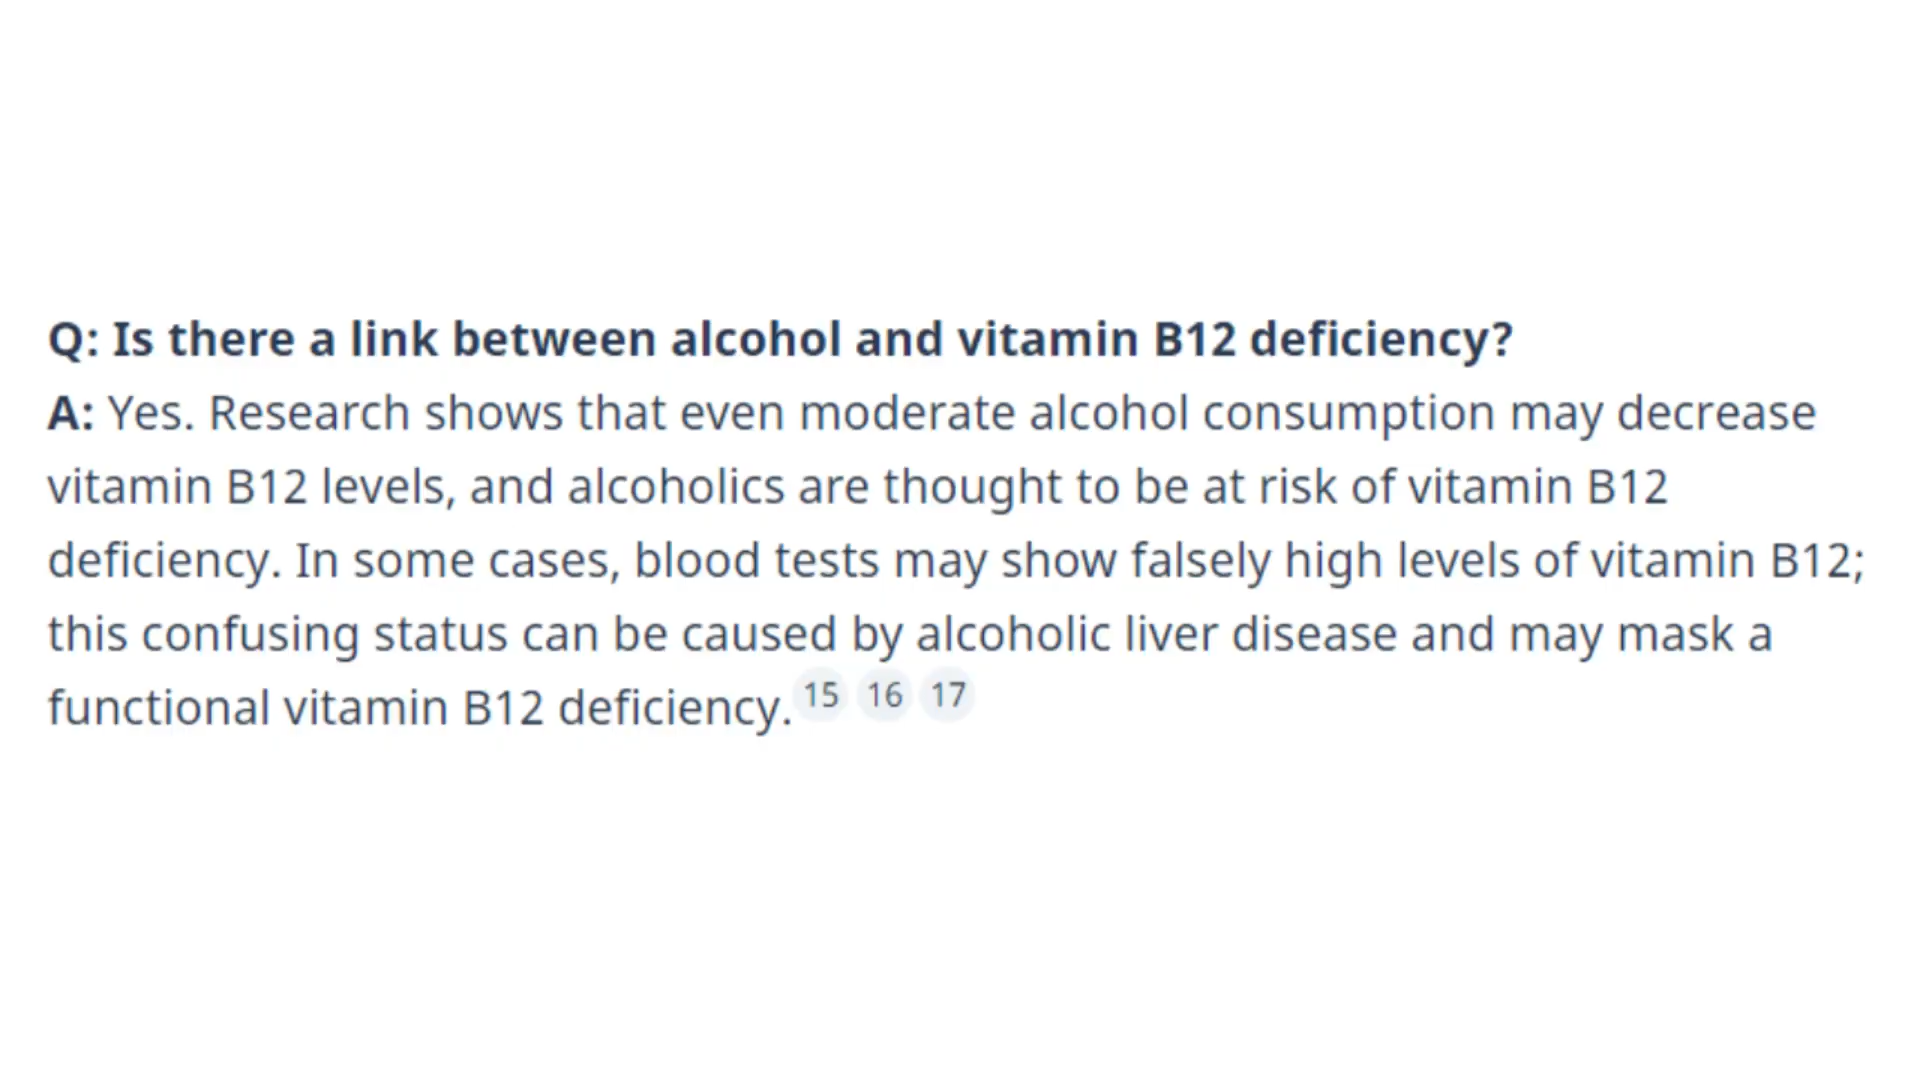 Q: Is there a link between alcohol and vitamin B12 deficiency?
A: Yes. Research shows that even moderate alcohol consumption may decrease
vitamin B12 levels, and alcoholics are thought to be at risk of vitamin B12
deficiency. In some cases, blood tests may show falsely high levels of vitamin B12;
this confusing status can be caused by alcoholic liver disease and may mask a
functional vitamin B12 deficiency. 15 16 17